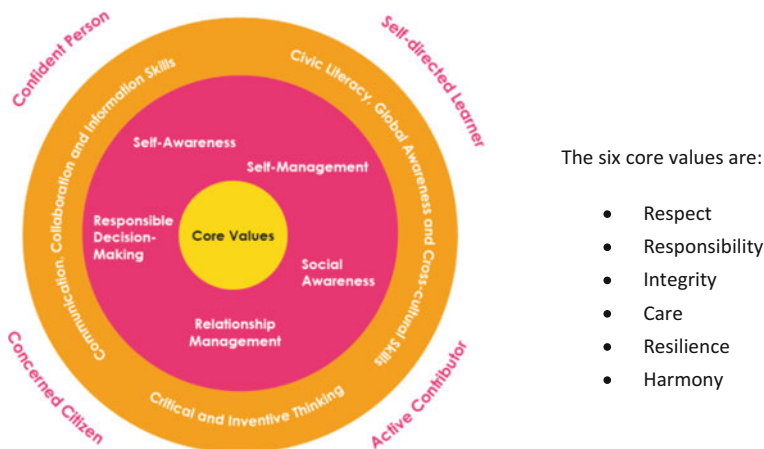 Confident Person
Self-directed Learner
Communication, Collaboration and Information Skills
Civic Literacy, Global Awareness and Cross-cultural Skills
Self-Awareness
Self-Management
Responsible
Decision-
Making
Core Values
Social
Awareness
Relationship
Management
Critical and Inventive Thinking
Concerned Citizen
Active Contributor
The six core values are:
• Respect
• Responsibility
• Integrity
• Care
• Resilience
• Harmony